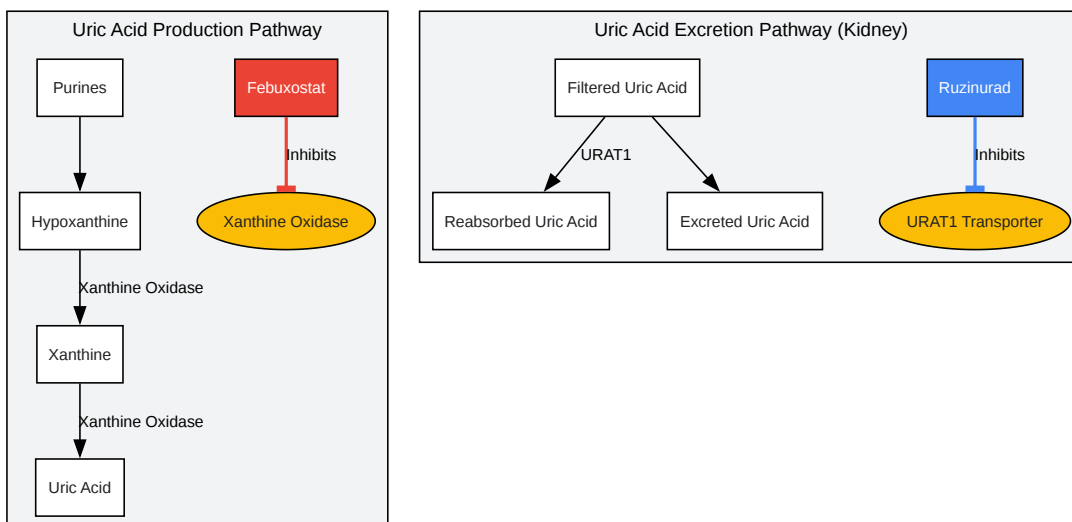 Uric Acid Production Pathway
Purines
Febuxostat
Inhibits
Hypoxanthine
Xanthine Oxidase
Xanthine Oxidase
Xanthine
Xanthine Oxidase
Uric Acid
Uric Acid Excretion Pathway (Kidney)
Filtered Uric Acid
Ruzinurad
URAT1
Inhibits
Reabsorbed Uric Acid
Excreted Uric Acid
URAT1 Transporter